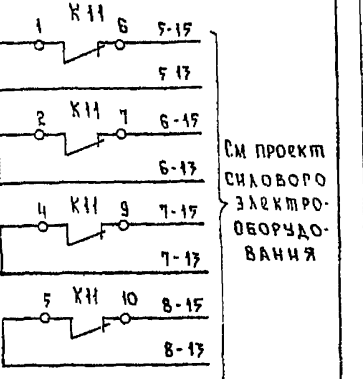 К11
1 6 5-15
5-13
К11
2 7 6-15
6-13
К11
4 9 7-15
7-13
К11
5 10 8-15
8-13
См проект
силового
электро-
оборудо-
вания